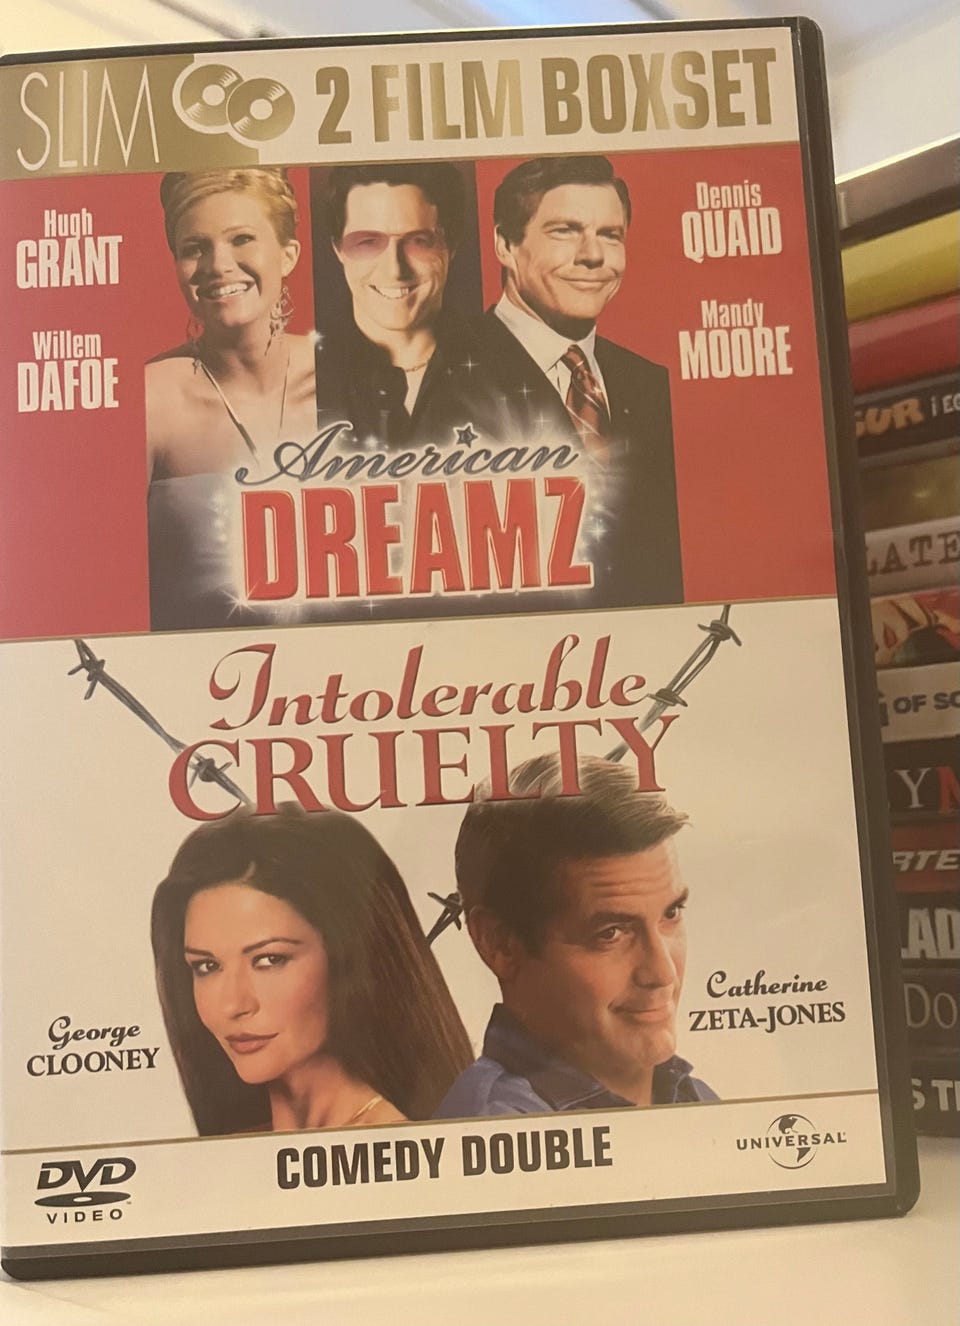 SLIM 2 FILM BOXSET
Hugh
GRANT
Dennis
QUAID
Willem
DAFOE
Mandy
MOORE
American
DREAMZ
Intolerable
CRUELTY
George
CLOONEY
Catherine
ZETA-JONES
COMEDY DOUBLE
DVD
VIDEO
UNIVERSAL
OF